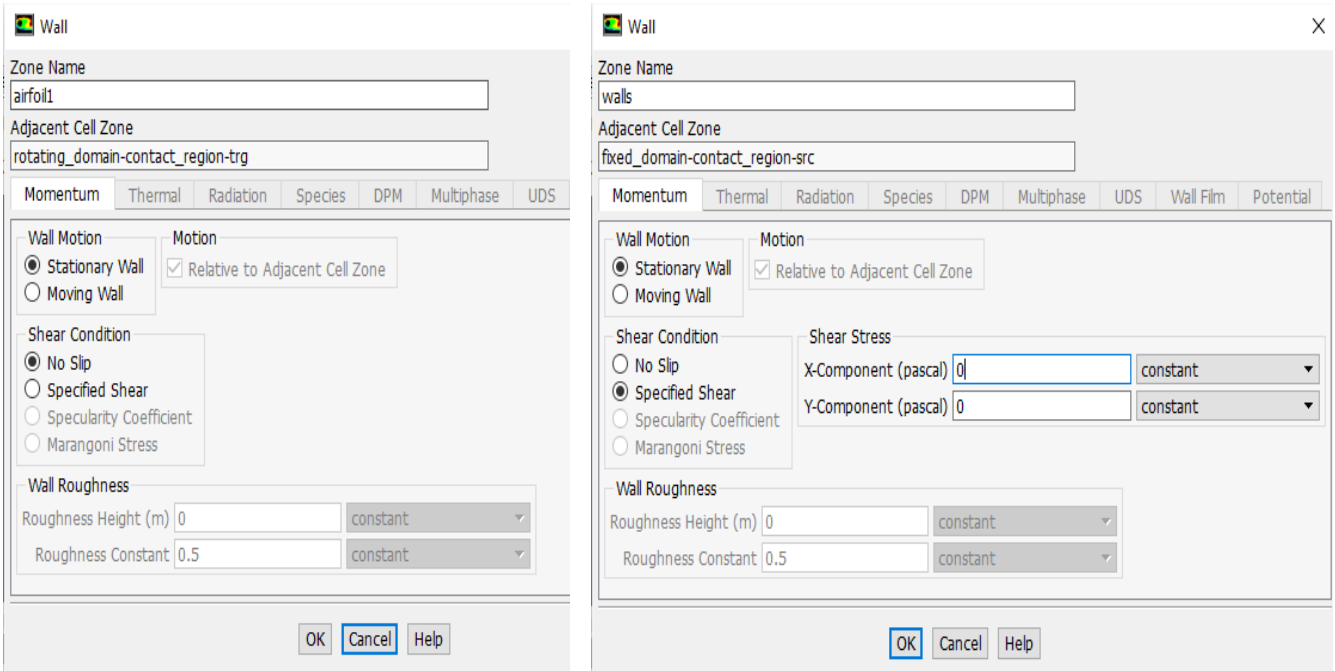 Wall
Zone Name
airfoil1
Adjacent Cell Zone
rotating_domain-contact_region-trg
Momentum Thermal Radiation Species DPM Multiphase UDS
Wall Motion Motion
Stationary Wall Relative to Adjacent Cell Zone
Moving Wall
Shear Condition
No Slip
Specified Shear
Specularity Coefficient
Marangoni Stress
Wall Roughness
Roughness Height (m) 0 constant
Roughness Constant 0.5 constant
OK Cancel Help
Wall
Zone Name
walls
Adjacent Cell Zone
fixed_domain-contact_region-src
Momentum Thermal Radiation Species DPM Multiphase UDS Wall Film Potential
Wall Motion Motion
Stationary Wall Relative to Adjacent Cell Zone
Moving Wall
Shear Condition Shear Stress
No Slip X-Component (pascal) 0 constant
Specified Shear Y-Component (pascal) 0 constant
Specularity Coefficient
Marangoni Stress
Wall Roughness
Roughness Height (m) 0 constant
Roughness Constant 0.5 constant
OK Cancel Help